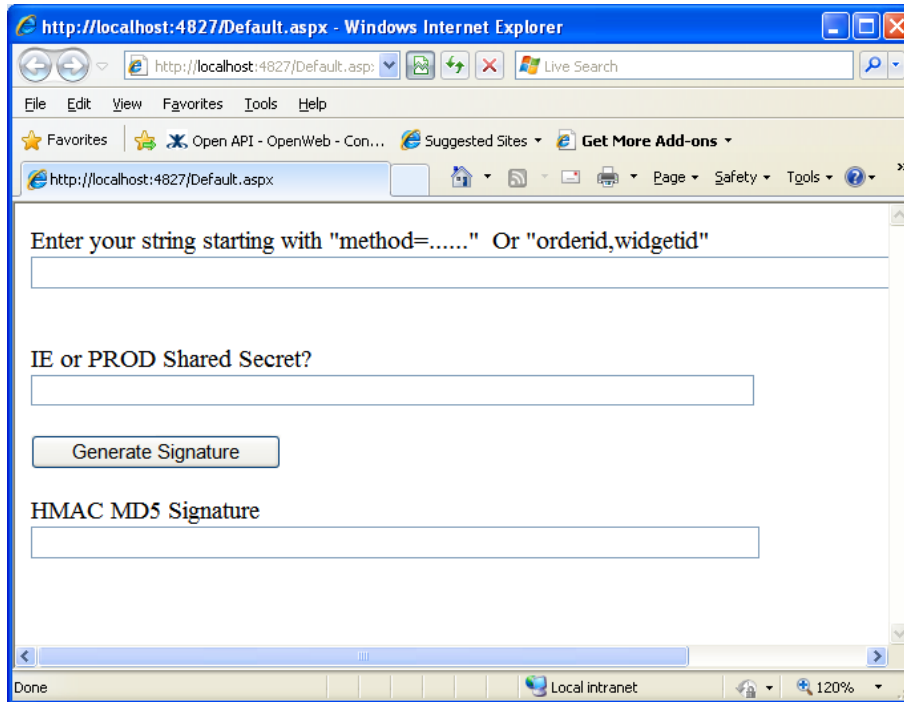 http://localhost:4827/Default.aspx - Windows Internet Explorer
http://localhost:4827/Default.asp: Live Search
File Edit View Favorites Tools Help
Favorites Open API - OpenWeb - Con... Suggested Sites Get More Add-ons
http://localhost:4827/Default.aspx Page Safety Tools »
Enter your string starting with "method=......" Or "orderid,widgetid"
IE or PROD Shared Secret?
Generate Signature
HMAC MD5 Signature
Done Local intranet 120%